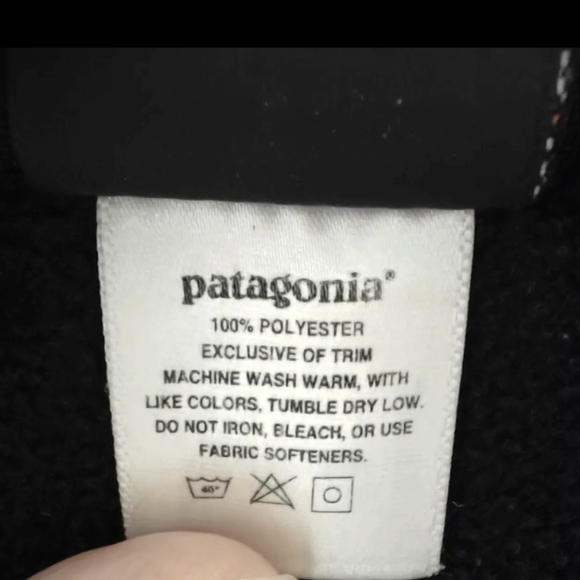 patagonia®
100% POLYESTER
EXCLUSIVE OF TRIM
MACHINE WASH WARM, WITH
LIKE COLORS, TUMBLE DRY LOW.
DO NOT IRON, BLEACH, OR USE
FABRIC SOFTENERS.
40°